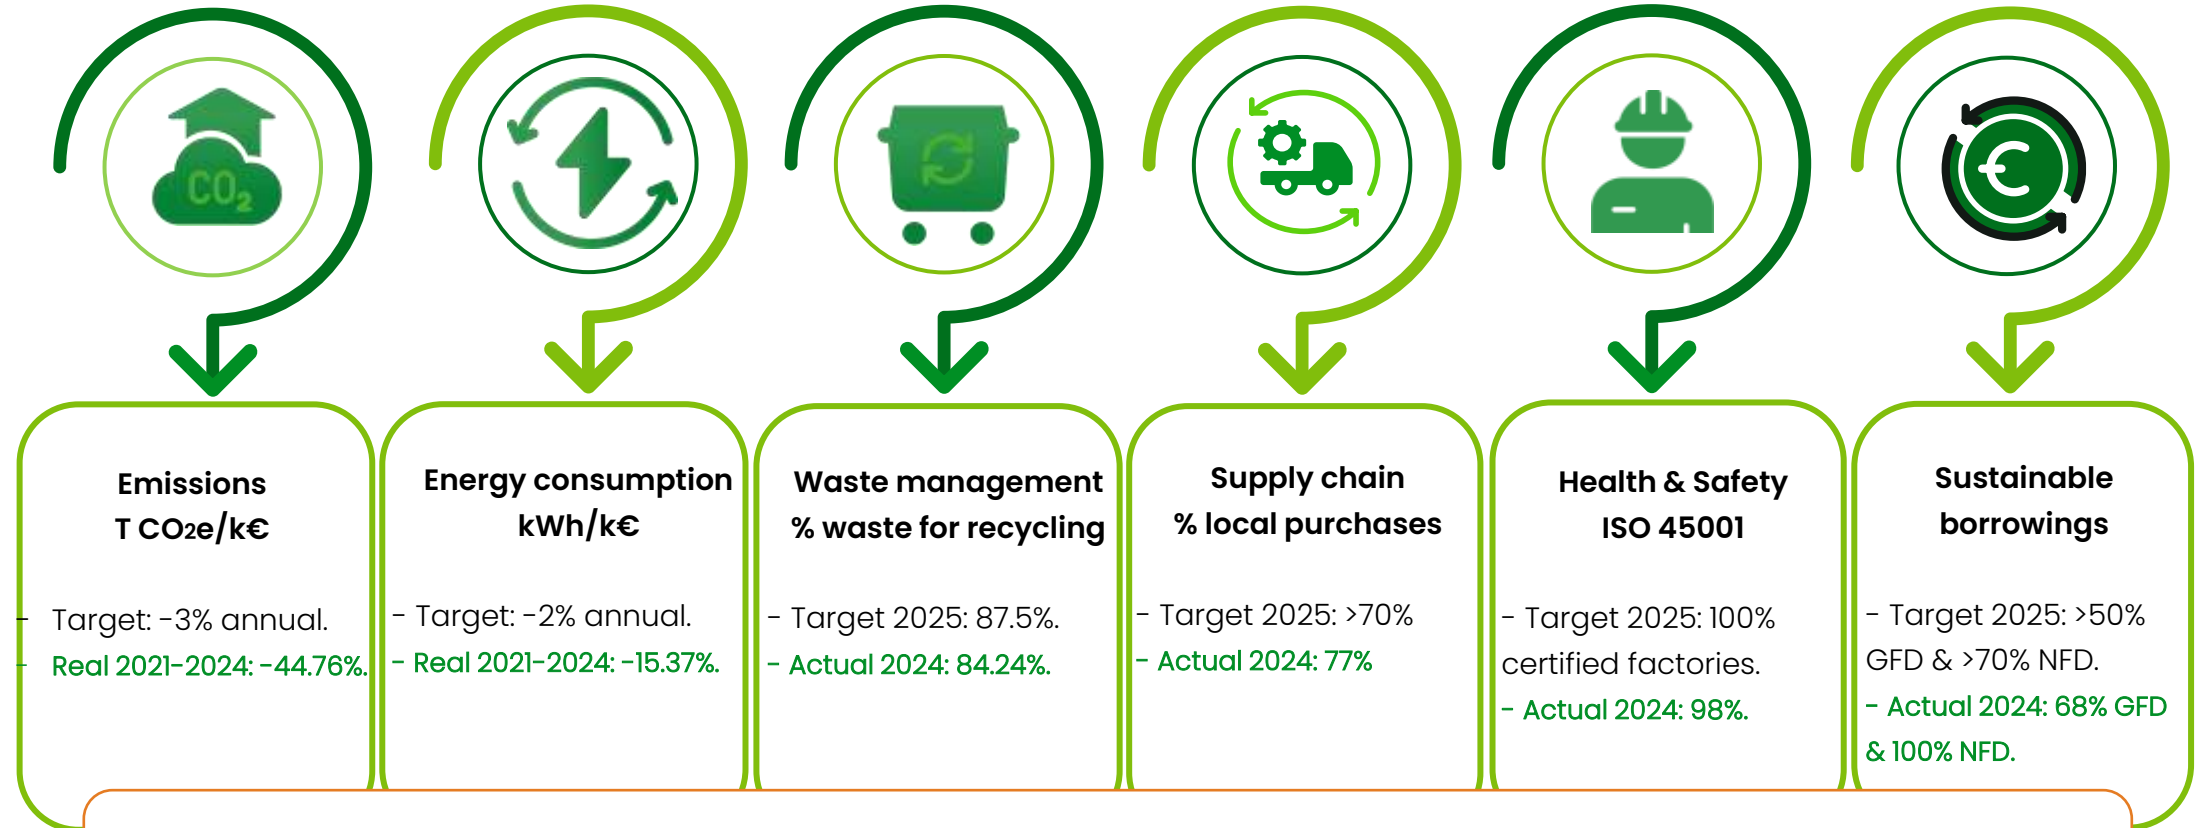 CO₂
Emissions
T CO2e/k€
- Target: -3% annual.
- Real 2021-2024: -44.76%.
Energy consumption
kWh/k€
- Target: -2% annual.
- Real 2021-2024: -15.37%.
Waste management
% waste for recycling
- Target 2025: 87.5%.
- Actual 2024: 84.24%.
Supply chain
% local purchases
- Target 2025: >70%
- Actual 2024: 77%
Health & Safety
ISO 45001
- Target 2025: 100%
certified factories.
- Actual 2024: 98%.
€
Sustainable
borrowings
- Target 2025: >50%
GFD & >70% NFD.
- Actual 2024: 68% GFD
& 100% NFD.